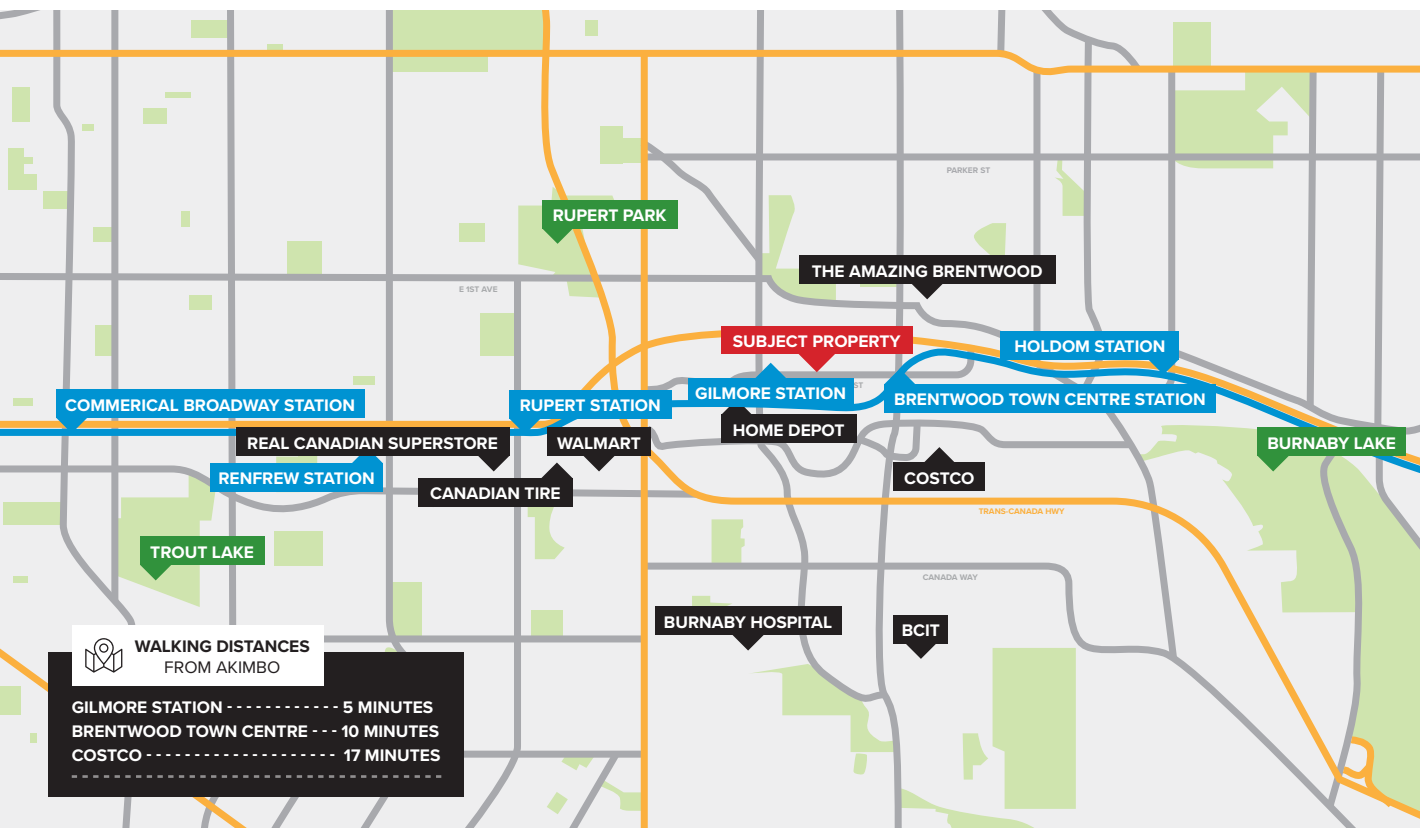 PARKER ST
RUPERT PARK
THE AMAZING BRENTWOOD
E 1ST AVE
SUBJECT PROPERTY
HOLDOM STATION
ST
GILMORE STATION
BRENTWOOD TOWN CENTRE STATION
COMMERICAL BROADWAY STATION
RUPERT STATION
HOME DEPOT
REAL CANADIAN SUPERSTORE
WALMART
BURNABY LAKE
RENFREW STATION
COSTCO
CANADIAN TIRE
TRANS-CANADA HWY
TROUT LAKE
CANADA WAY
BURNABY HOSPITAL
BCIT
WALKING DISTANCES
FROM AKIMBO
GILMORE STATION - - - - - - - - - - - - 5 MINUTES
BRENTWOOD TOWN CENTRE - - - 10 MINUTES
COSTCO - - - - - - - - - - - - - - - - - - - - 17 MINUTES